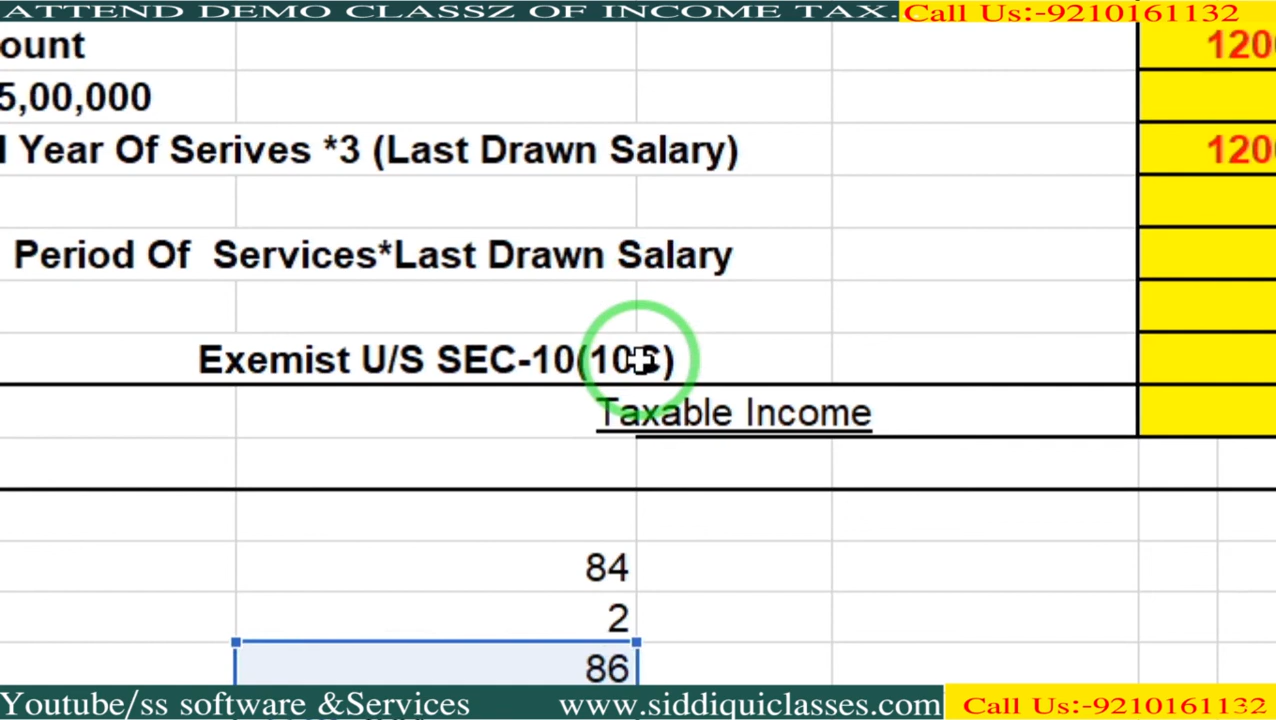 ATTEND DEMO CLASSZ OF INCOME TAX. Call Us:-9210161132
ount 120
5,00,000
l Year Of Serives *3 (Last Drawn Salary) 120
Period Of Services*Last Drawn Salary
Exemist U/S SEC-10(10C)
Taxable Income
84
2
86
Youtube/ss software &Services www.siddiquiclasses.com Call Us:-9210161132